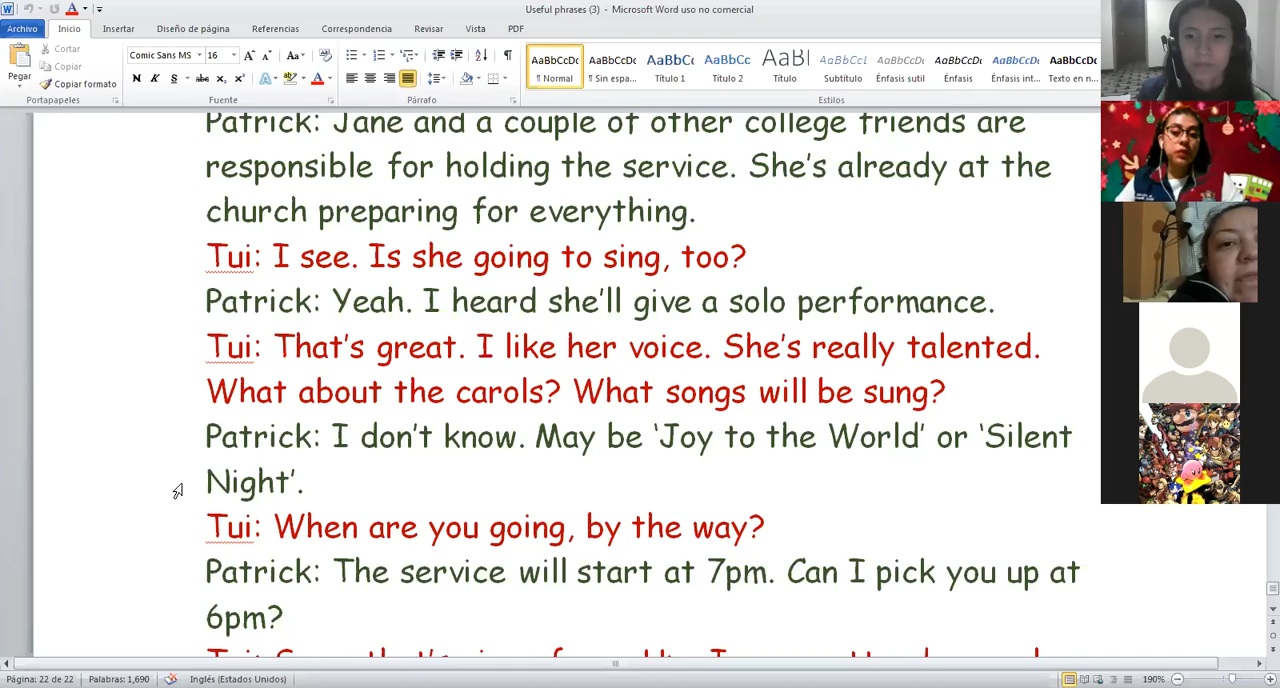 Useful phrases (3) - Microsoft Word uso no comercial
Archivo Inicio Insertar Diseño de página Referencias Correspondencia Revisar Vista PDF
Cortar
Copiar
Copiar formato
Pegar
Portapapeles
Comic Sans MS 16
Fuente
Párrafo
AaBbCcDc AaBbCcDc AaBbCc AaBbCc AaBl AaBbCcl AaBbCcDc AaBbCcDc AaBbCcDc AaBbCcDc
¶ Normal ¶ Sin espa... Título 1 Título 2 Título Subtítulo Énfasis sutil Énfasis Énfasis int... Texto en n...
Estilos
Patrick: Jane and a couple of other college friends are
responsible for holding the service. She's already at the
church preparing for everything.
Tui: I see. Is she going to sing, too?
Patrick: Yeah. I heard she'll give a solo performance.
Tui: That's great. I like her voice. She's really talented.
What about the carols? What songs will be sung?
Patrick: I don't know. May be 'Joy to the World' or 'Silent
Night'.
Tui: When are you going, by the way?
Patrick: The service will start at 7pm. Can I pick you up at
6pm?
Página: 22 de 22 Palabras: 1,690 Inglés (Estados Unidos) 190%